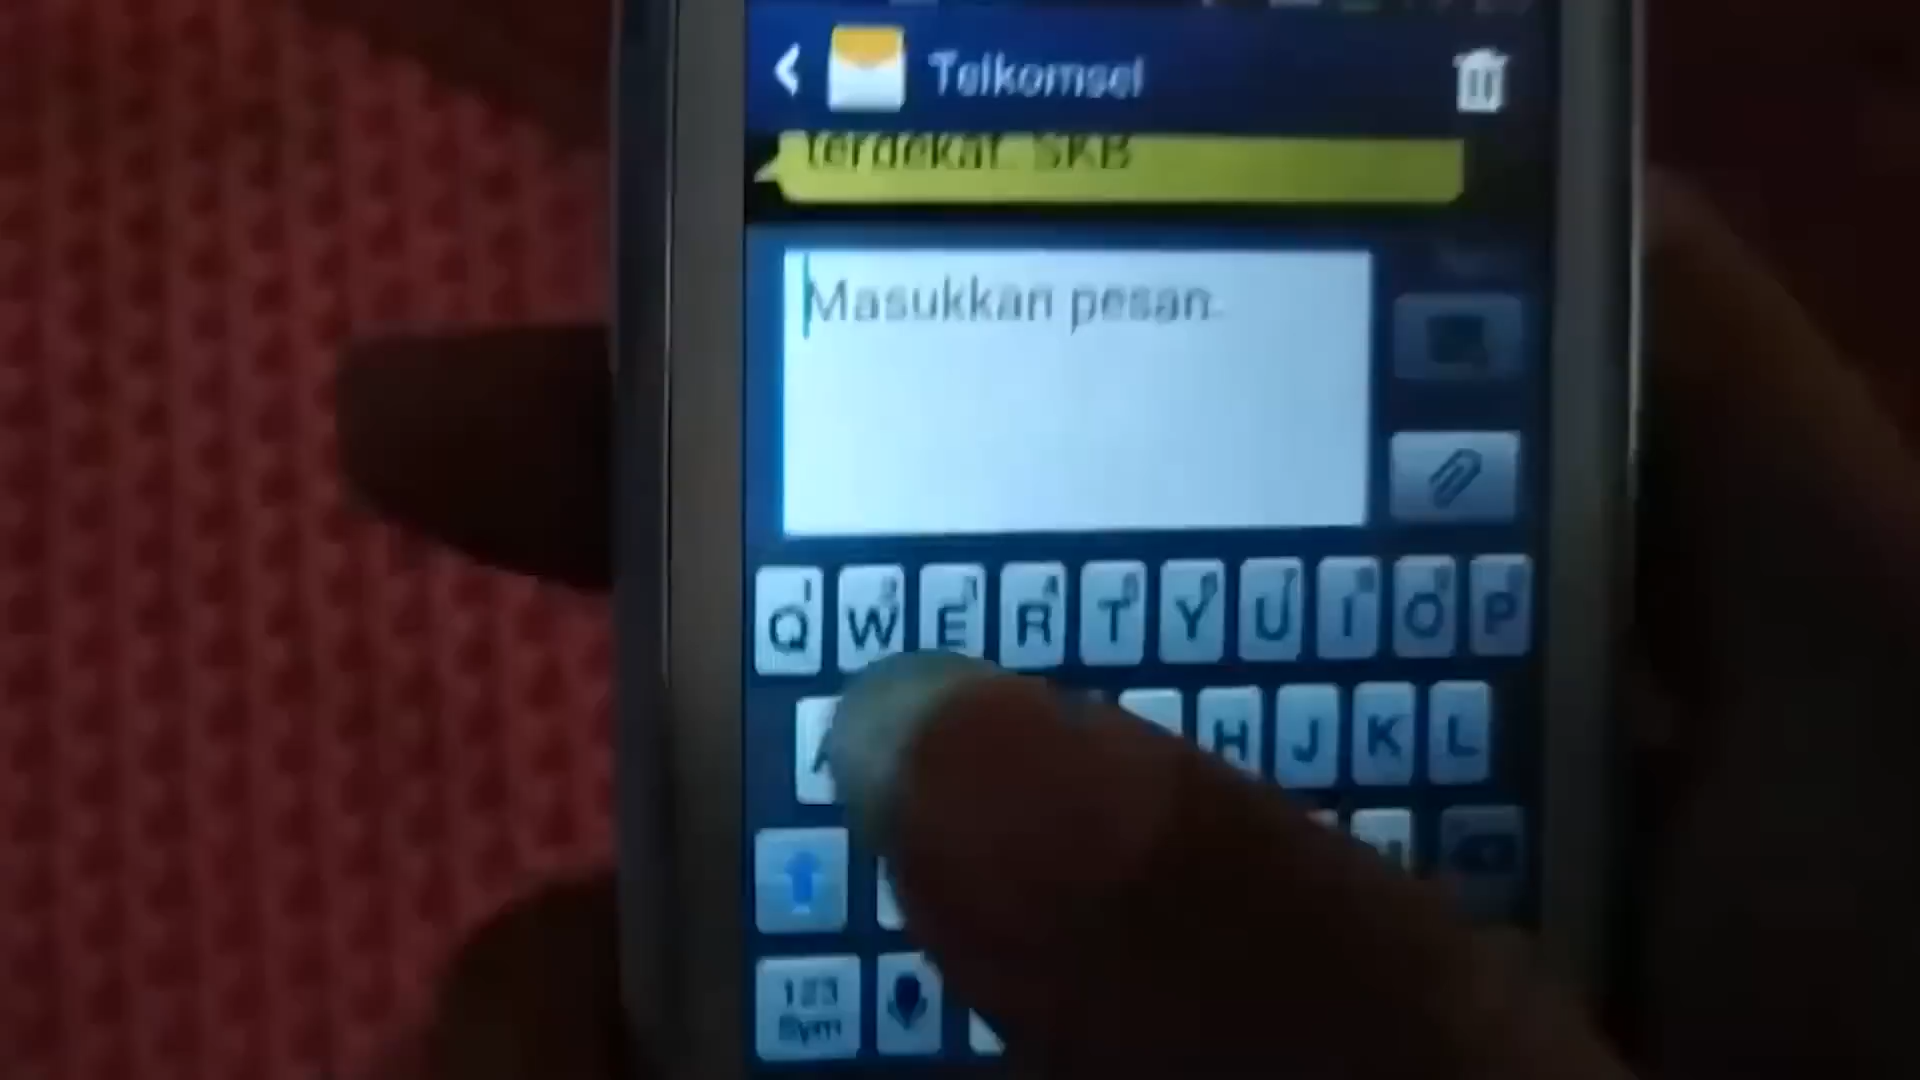 Telkomsel
terdekat. SKB
Masukkan pesan.
Q W E R T Y U I O P
A H J K L
123
Sym